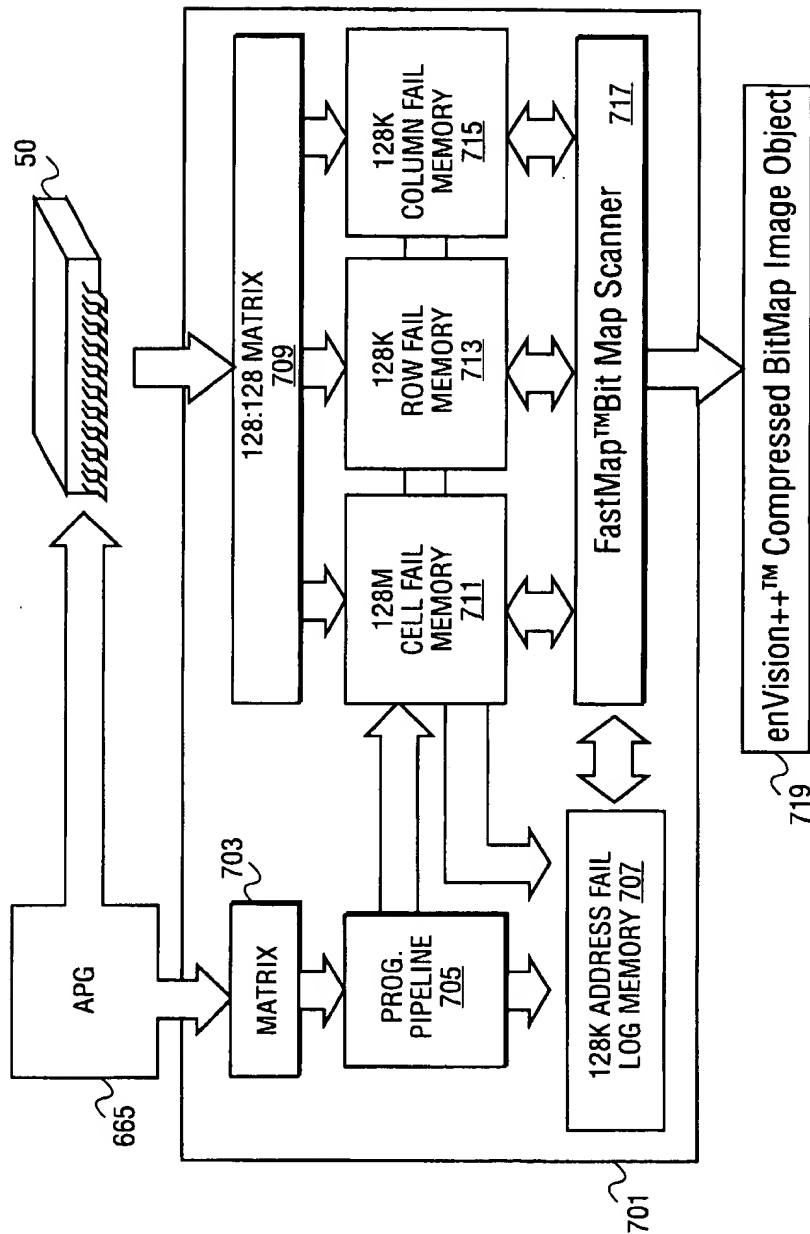 50
APG
665
703
MATRIX
128:128 MATRIX
709
PROG.
PIPELINE
705
128M
CELL FAIL
MEMORY
711
128K
ROW FAIL
MEMORY
713
128K
COLUMN FAIL
MEMORY
715
128K ADDRESS FAIL
LOG MEMORY 707
FastMap™Bit Map Scanner
717
701
719
enVision++™ Compressed BitMap Image Object